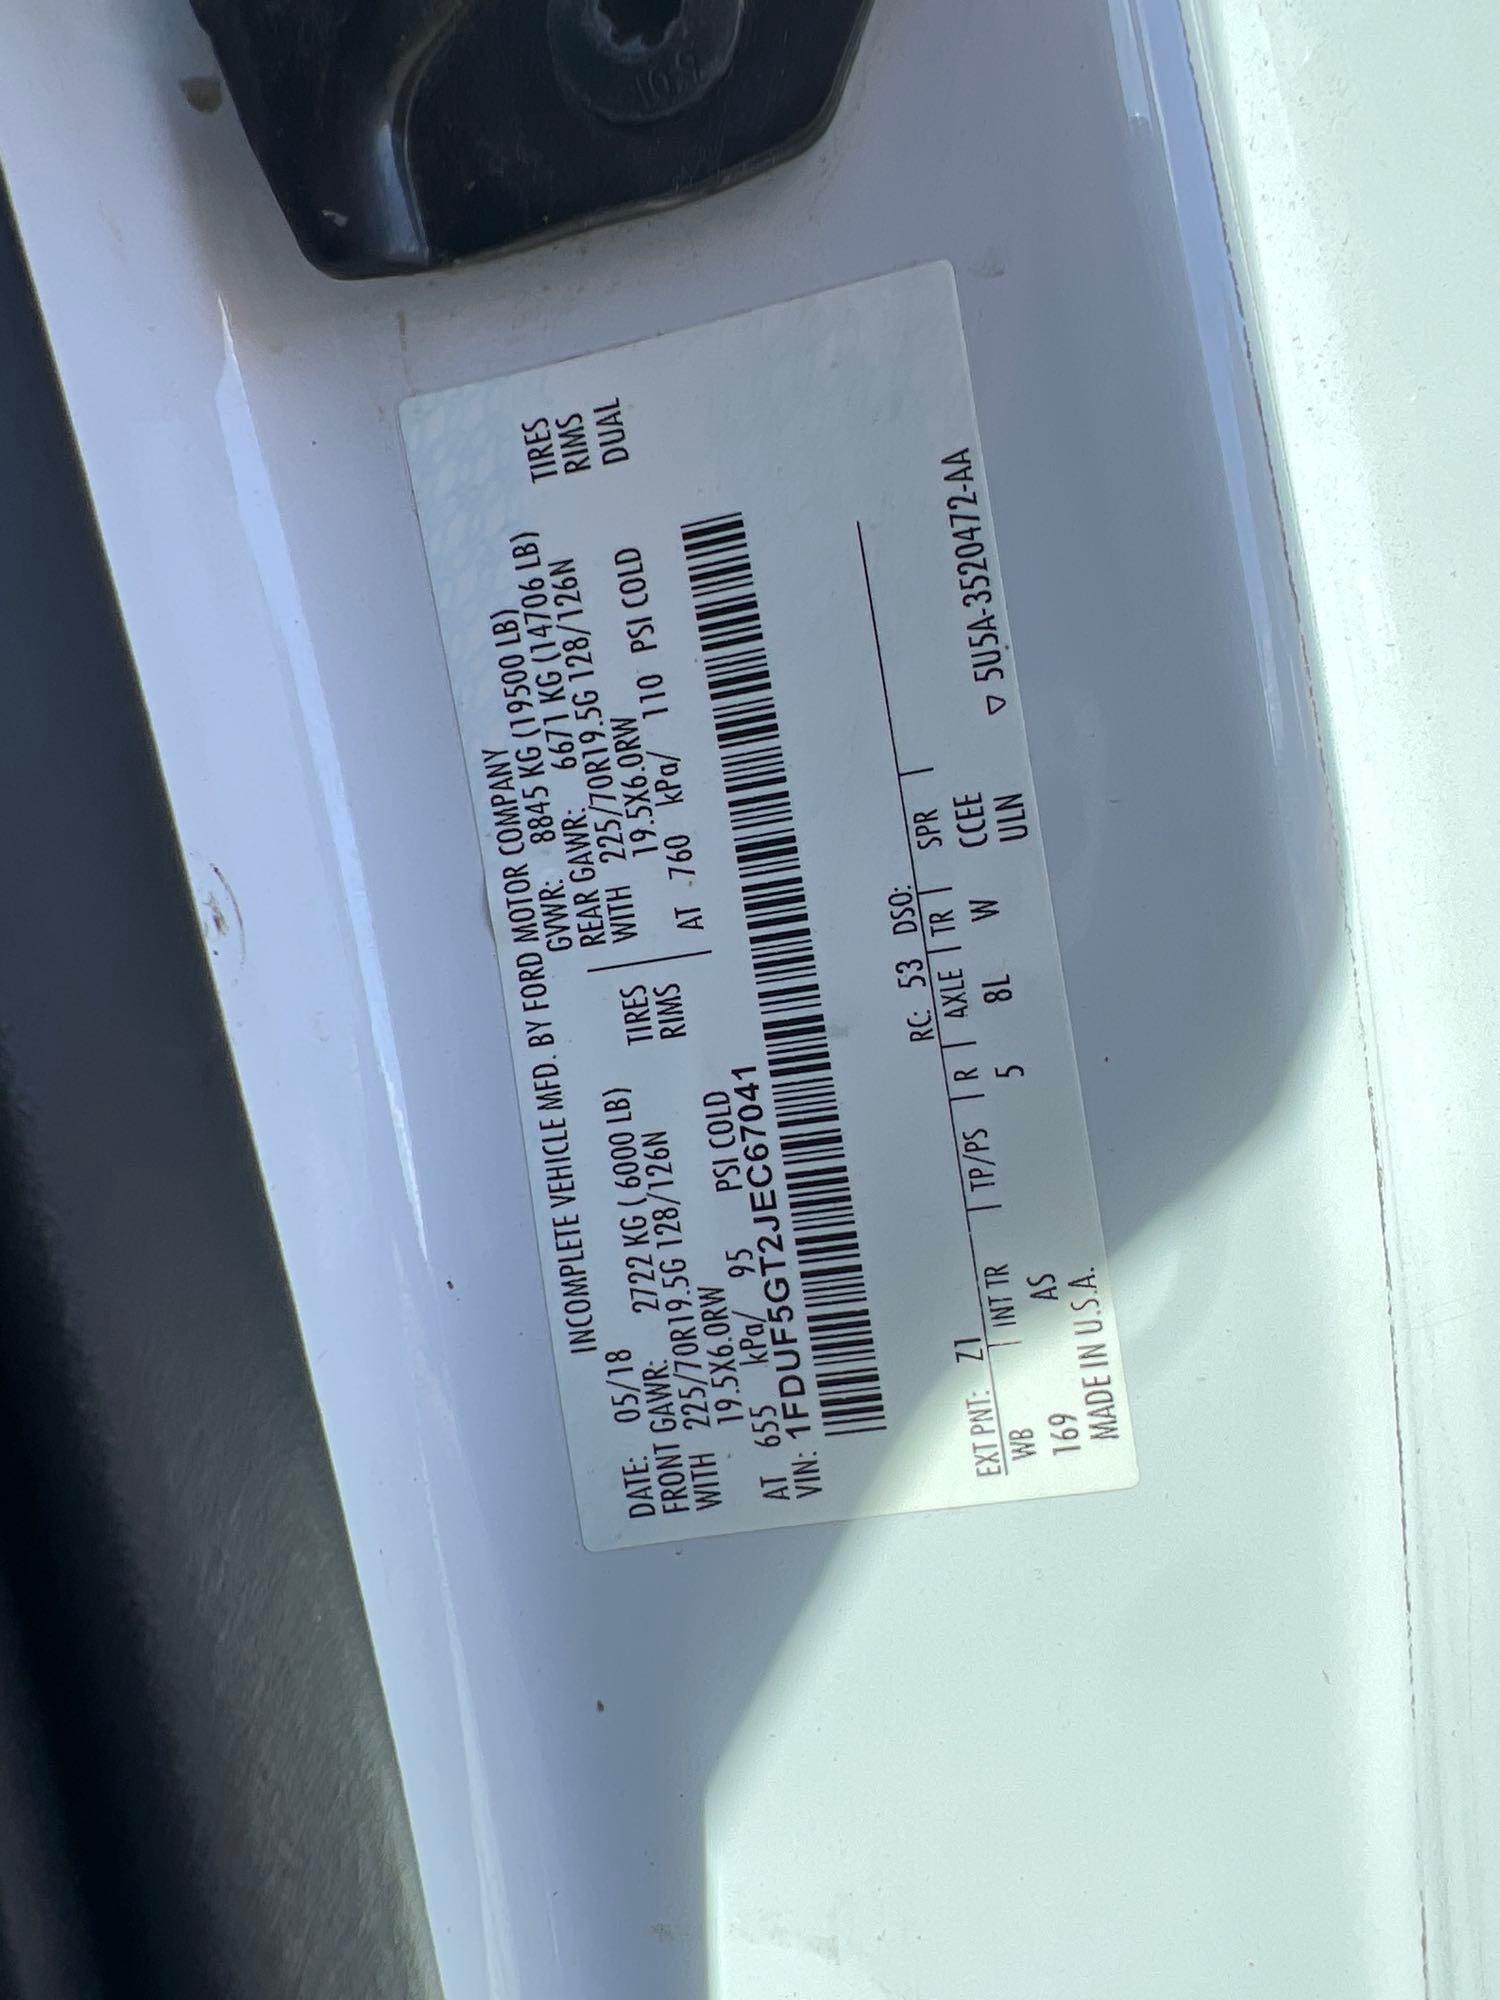 INCOMPLETE VEHICLE MFD. BY FORD MOTOR COMPANY
DATE: 05/18 GVWR: 8845 KG (19500 LB)
FRONT GAWR: 2722 KG ( 6000 LB) REAR GAWR: 6671 KG (14706 LB)
WITH 225/70R19.5G 128/126N TIRES WITH 225/70R19.5G 128/126N TIRES
19.5X6.0RW RIMS 19.5X6.0RW RIMS
AT 655 kPa/ 95 PSI COLD AT 760 kPa/ 110 PSI COLD DUAL
VIN: 1FDUF5GT2JEC67041
EXT PNT: Z1 RC: 53 DSO:
WB INT TR TP/PS R AXLE TR SPR
169 AS 5 8L W CCEE
MADE IN U.S.A. ULN
▽ 5U5A-3520472-AA